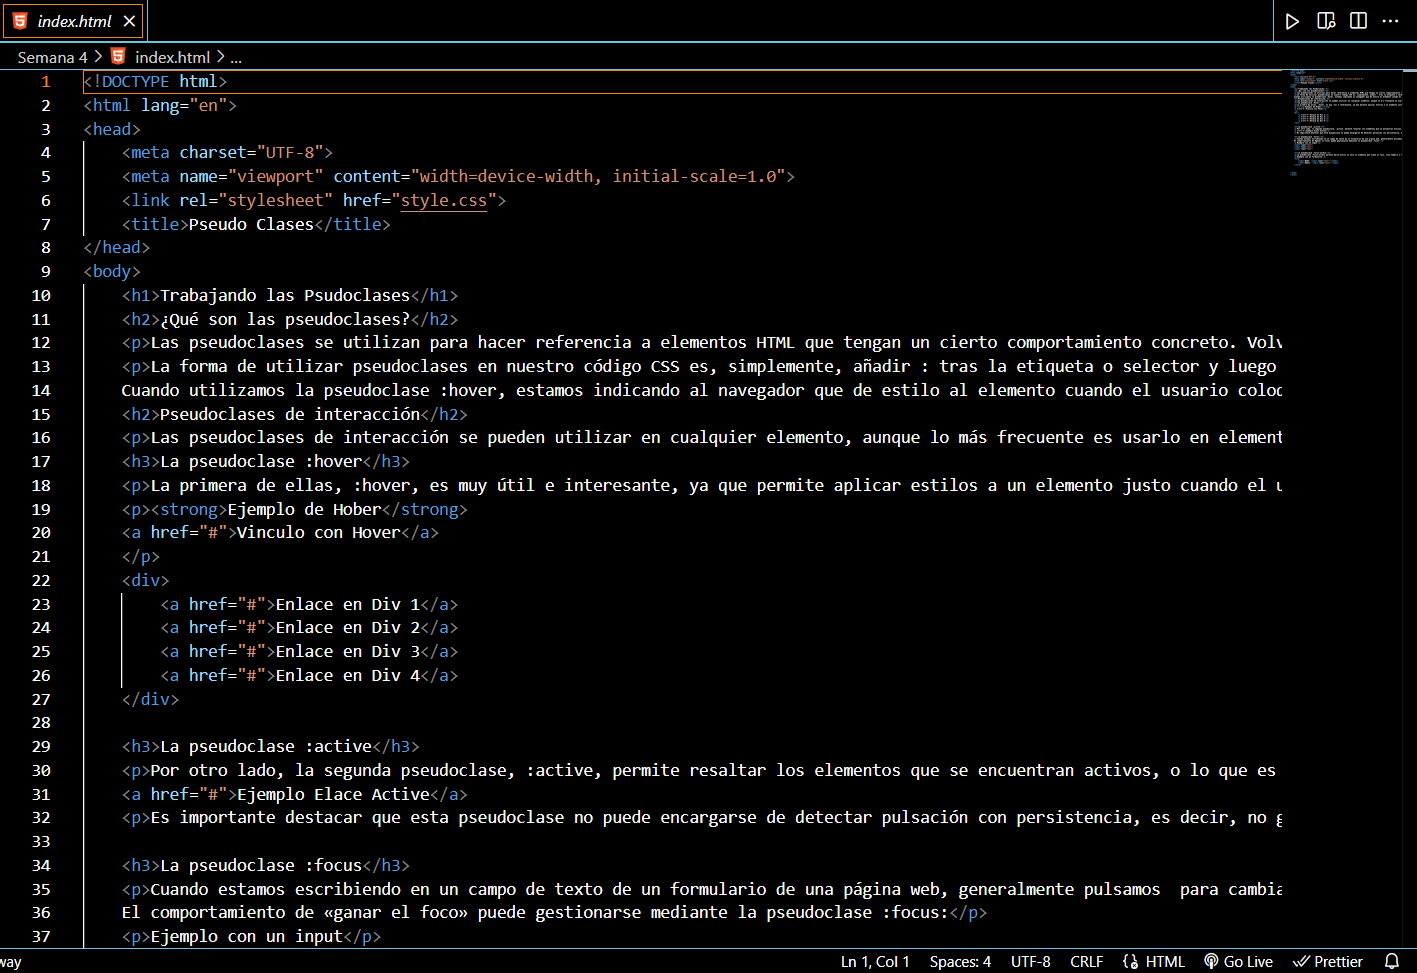 index.html
Semana 4 > index.html > ...
1 <!DOCTYPE html>
2 <html lang="en">
3 <head>
4 <meta charset="UTF-8">
5 <meta name="viewport" content="width=device-width, initial-scale=1.0">
6 <link rel="stylesheet" href="style.css">
7 <title>Pseudo Clases</title>
8 </head>
9 <body>
10 <h1>Trabajando las Psudoclases</h1>
11 <h2>¿Qué son las pseudoclases?</h2>
12 <p>Las pseudoclases se utilizan para hacer referencia a elementos HTML que tengan un cierto comportamiento concreto. Volv
13 <p>La forma de utilizar pseudoclases en nuestro código CSS es, simplemente, añadir : tras la etiqueta o selector y luego
14 Cuando utilizamos la pseudoclase :hover, estamos indicando al navegador que de estilo al elemento cuando el usuario coloc
15 <h2>Pseudoclases de interacción</h2>
16 <p>Las pseudoclases de interacción se pueden utilizar en cualquier elemento, aunque lo más frecuente es usarlo en element
17 <h3>La pseudoclase :hover</h3>
18 <p>La primera de ellas, :hover, es muy útil e interesante, ya que permite aplicar estilos a un elemento justo cuando el u
19 <p><strong>Ejemplo de Hober</strong>
20 <a href="#">Vinculo con Hover</a>
21 </p>
22 <div>
23 <a href="#">Enlace en Div 1</a>
24 <a href="#">Enlace en Div 2</a>
25 <a href="#">Enlace en Div 3</a>
26 <a href="#">Enlace en Div 4</a>
27 </div>
28
29 <h3>La pseudoclase :active</h3>
30 <p>Por otro lado, la segunda pseudoclase, :active, permite resaltar los elementos que se encuentran activos, o lo que es
31 <a href="#">Ejemplo Elace Active</a>
32 <p>Es importante destacar que esta pseudoclase no puede encargarse de detectar pulsación con persistencia, es decir, no g
33
34 <h3>La pseudoclase :focus</h3>
35 <p>Cuando estamos escribiendo en un campo de texto de un formulario de una página web, generalmente pulsamos  para cambia
36 El comportamiento de «ganar el foco» puede gestionarse mediante la pseudoclase :focus:</p>
37 <p>Ejemplo con un input</p>
way Ln 1, Col 1 Spaces: 4 UTF-8 CRLF HTML Go Live Prettier